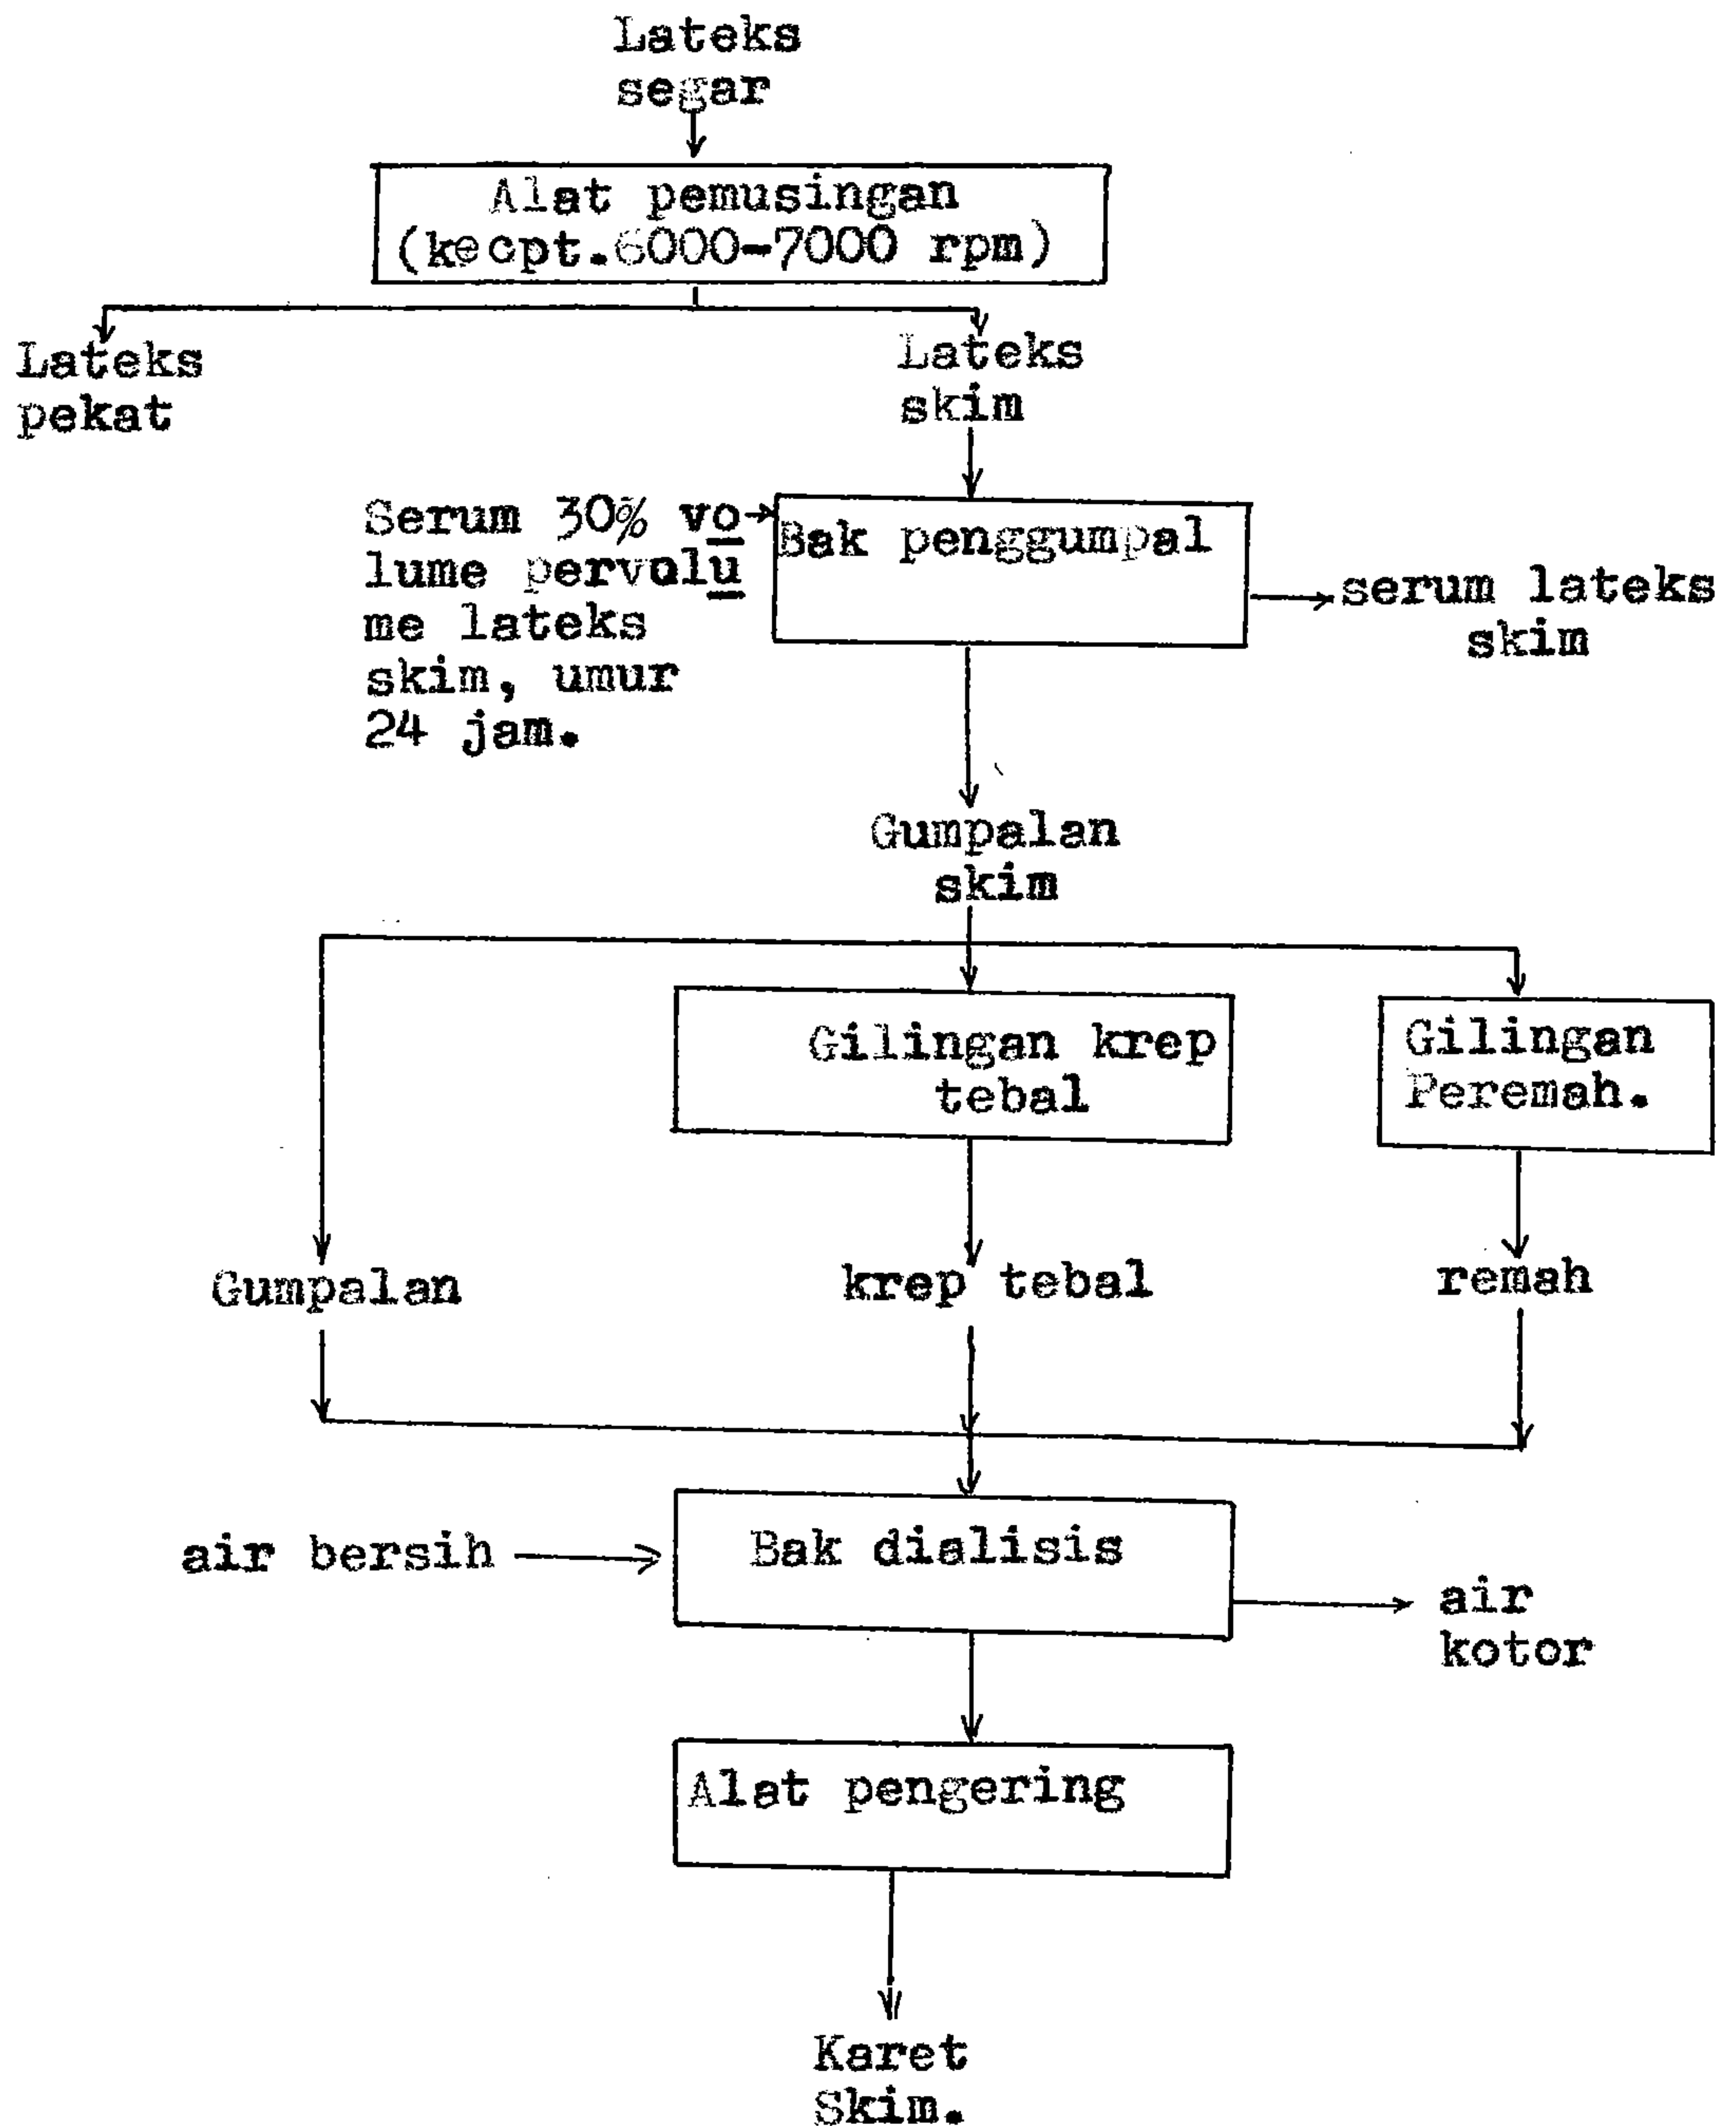 Lateks
segar
Alat pemusingan
(kecpt.6000-7000 rpm)
Lateks
pekat
Lateks
skim
Serum 30% vo
lume pervolu
me lateks
skim, umur
24 jam.
Bak penggumpal
serum lateks
skim
Gumpalan
skim
Gilingan krep
tebal
Gilingan
Peremah.
Gumpalan
krep tebal
remah
air bersih
Bak dialisis
air
kotor
Alat pengering
Karet
Skim.